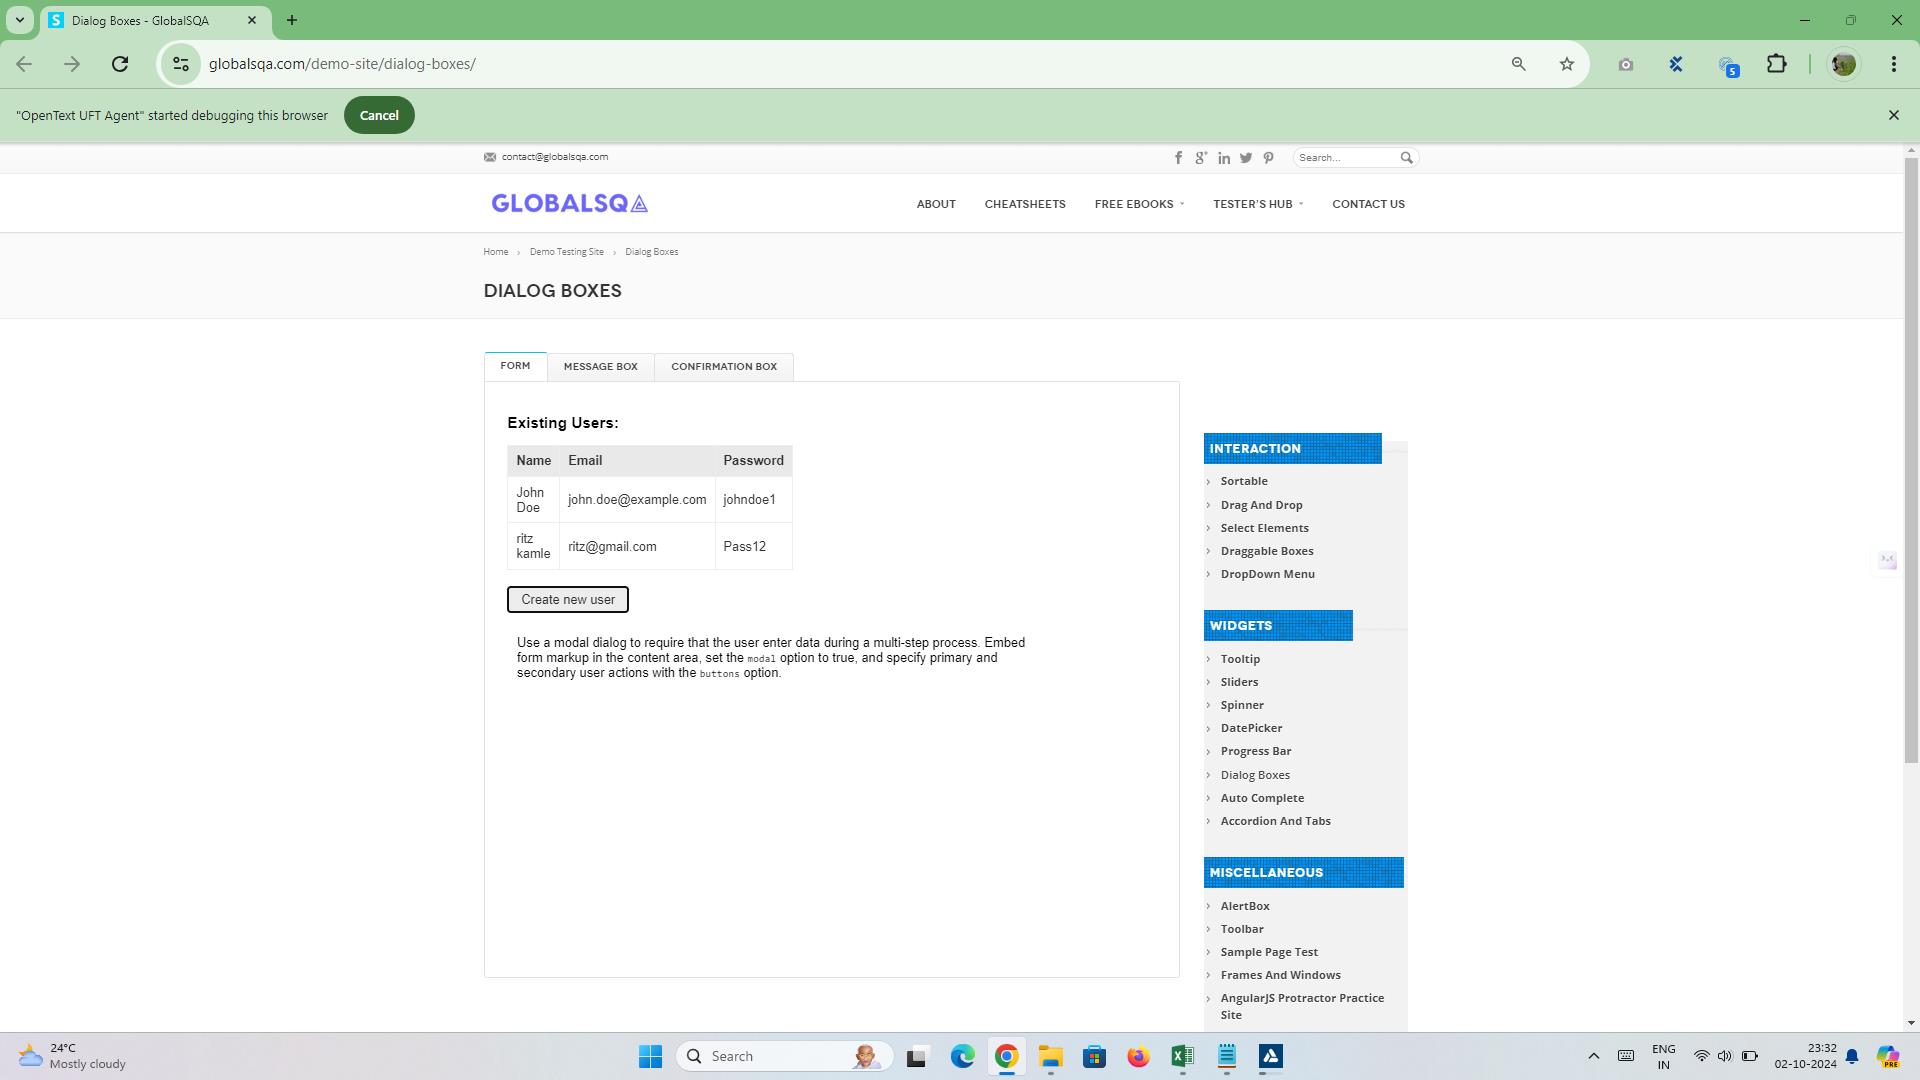 Dialog Boxes - GlobalSQA
globalsqa.com/demo-site/dialog-boxes/
5
"OpenText UFT Agent" started debugging this browser
Cancel
contact@globalsqa.com
Search...
GLOBALSQA
ABOUT
CHEATSHEETS
FREE EBOOKS
TESTER'S HUB
CONTACT US
Home › Demo Testing Site › Dialog Boxes
DIALOG BOXES
FORM
MESSAGE BOX
CONFIRMATION BOX
Existing Users:
Name Email Password
John
Doe
john.doe@example.com
johndoe1
ritz
kamle
ritz@gmail.com
Pass12
Create new user
Use a modal dialog to require that the user enter data during a multi-step process. Embed
form markup in the content area, set the modal option to true, and specify primary and
secondary user actions with the buttons option.
INTERACTION
Sortable
Drag And Drop
Select Elements
Draggable Boxes
DropDown Menu
WIDGETS
Tooltip
Sliders
Spinner
DatePicker
Progress Bar
Dialog Boxes
Auto Complete
Accordion And Tabs
MISCELLANEOUS
AlertBox
Toolbar
Sample Page Test
Frames And Windows
AngularJS Protractor Practice
Site
24°C
Mostly cloudy
Search
ENG
IN
23:32
02-10-2024
PRE